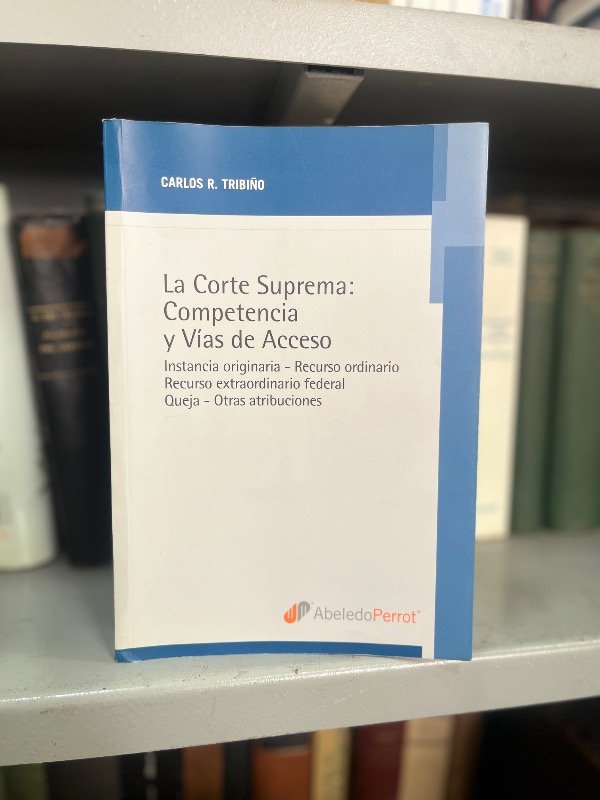 CARLOS R. TRIBIÑO
La Corte Suprema:
Competencia
y Vías de Acceso
Instancia originaria - Recurso ordinario
Recurso extraordinario federal
Queja - Otras atribuciones
AbeledoPerrot